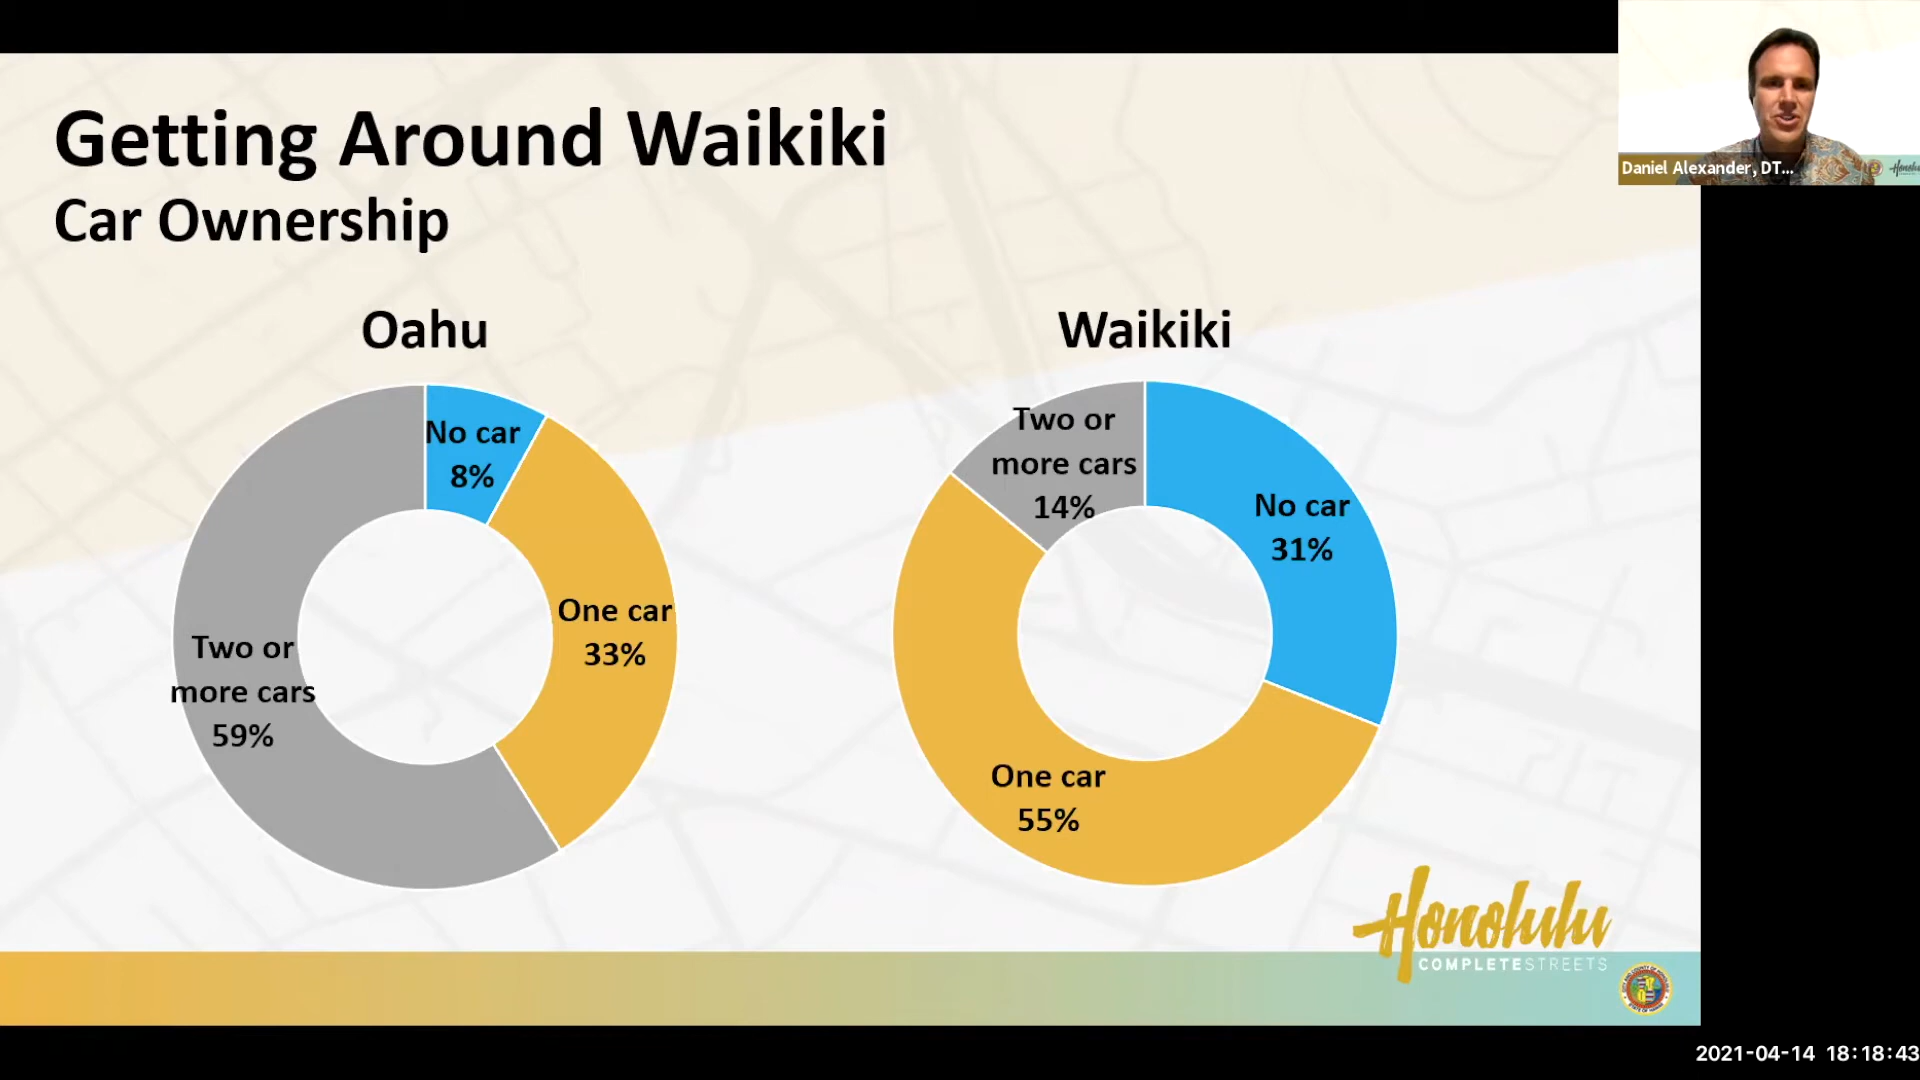 Getting Around Waikiki
Car Ownership
Daniel Alexander, DT...
Oahu
No car
8%
One car
33%
Two or
more cars
59%
Waikiki
Two or
more cars
14%
No car
31%
One car
55%
Honolulu
COMPLETESTREETS
2021-04-14 18:18:43